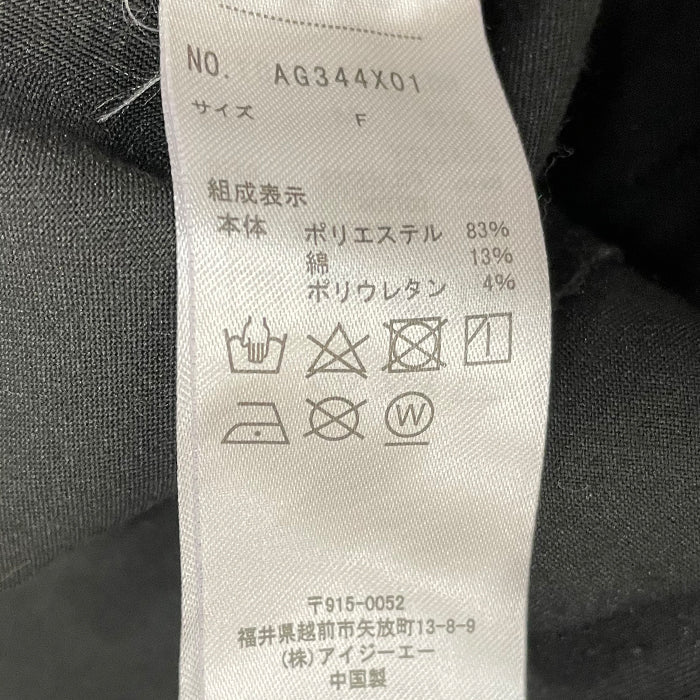 NO. AG344X01
サイズ F
組成表示
本体 ポリエステル 83%
綿 13%
ポリウレタン 4%
W
〒915-0052
福井県越前市矢放町13-8-9
(株)アイジーエー
中国製